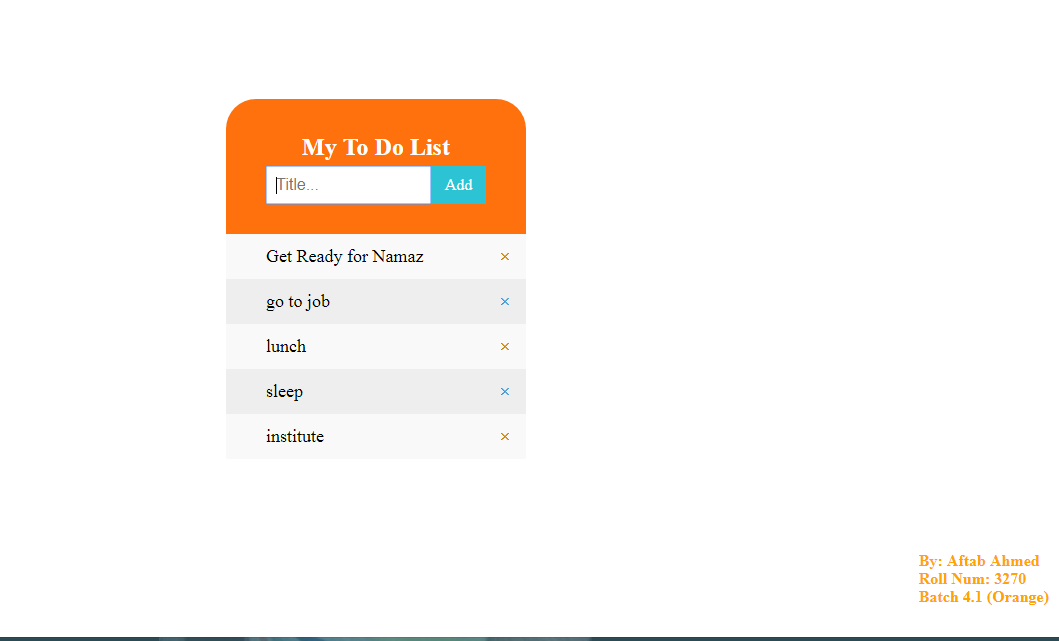 My To Do List
Title...
Add
Get Ready for Namaz ×
go to job ×
lunch ×
sleep ×
institute ×
By: Aftab Ahmed
Roll Num: 3270
Batch 4.1 (Orange)